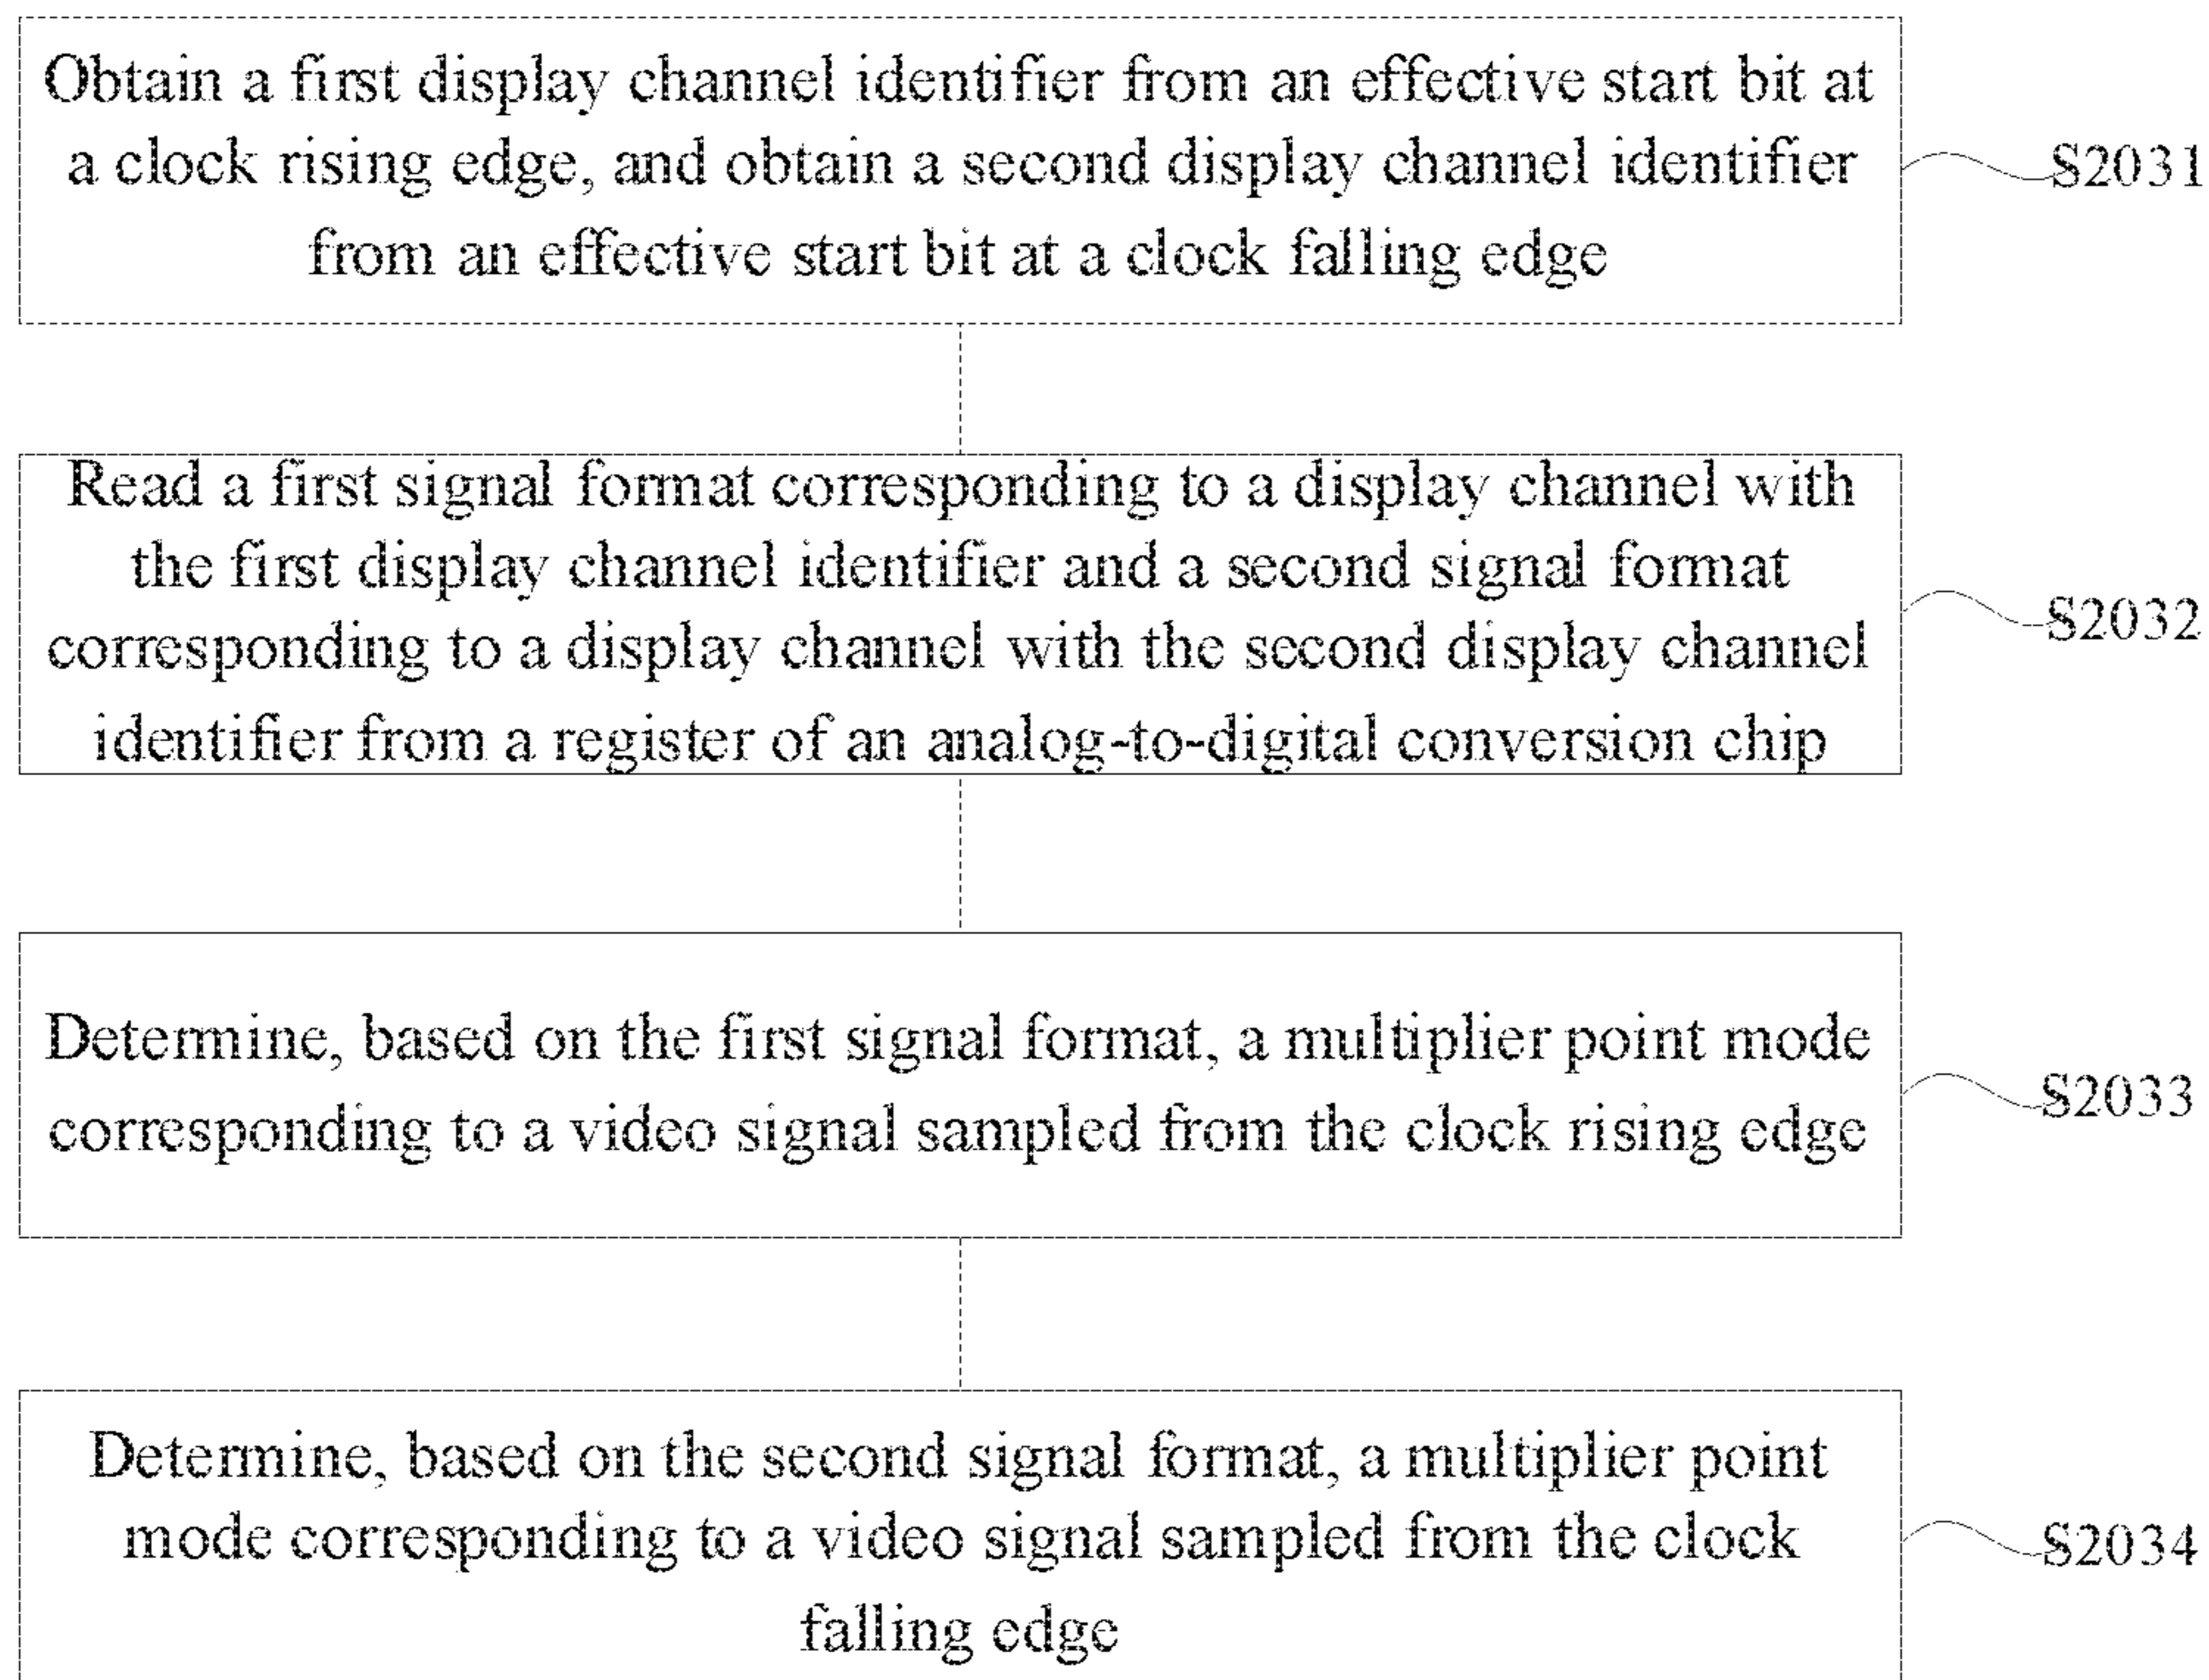 Obtain a first display channel identifier from an effective start bit at
a clock rising edge, and obtain a second display channel identifier
from an effective start bit at a clock falling edge
S2031
Read a first signal format corresponding to a display channel with
the first display channel identifier and a second signal format
corresponding to a display channel with the second display channel
identifier from a register of an analog-to-digital conversion chip
S2032
Determine, based on the first signal format, a multiplier point mode
corresponding to a video signal sampled from the clock rising edge
S2033
Determine, based on the second signal format, a multiplier point
mode corresponding to a video signal sampled from the clock
falling edge
S2034